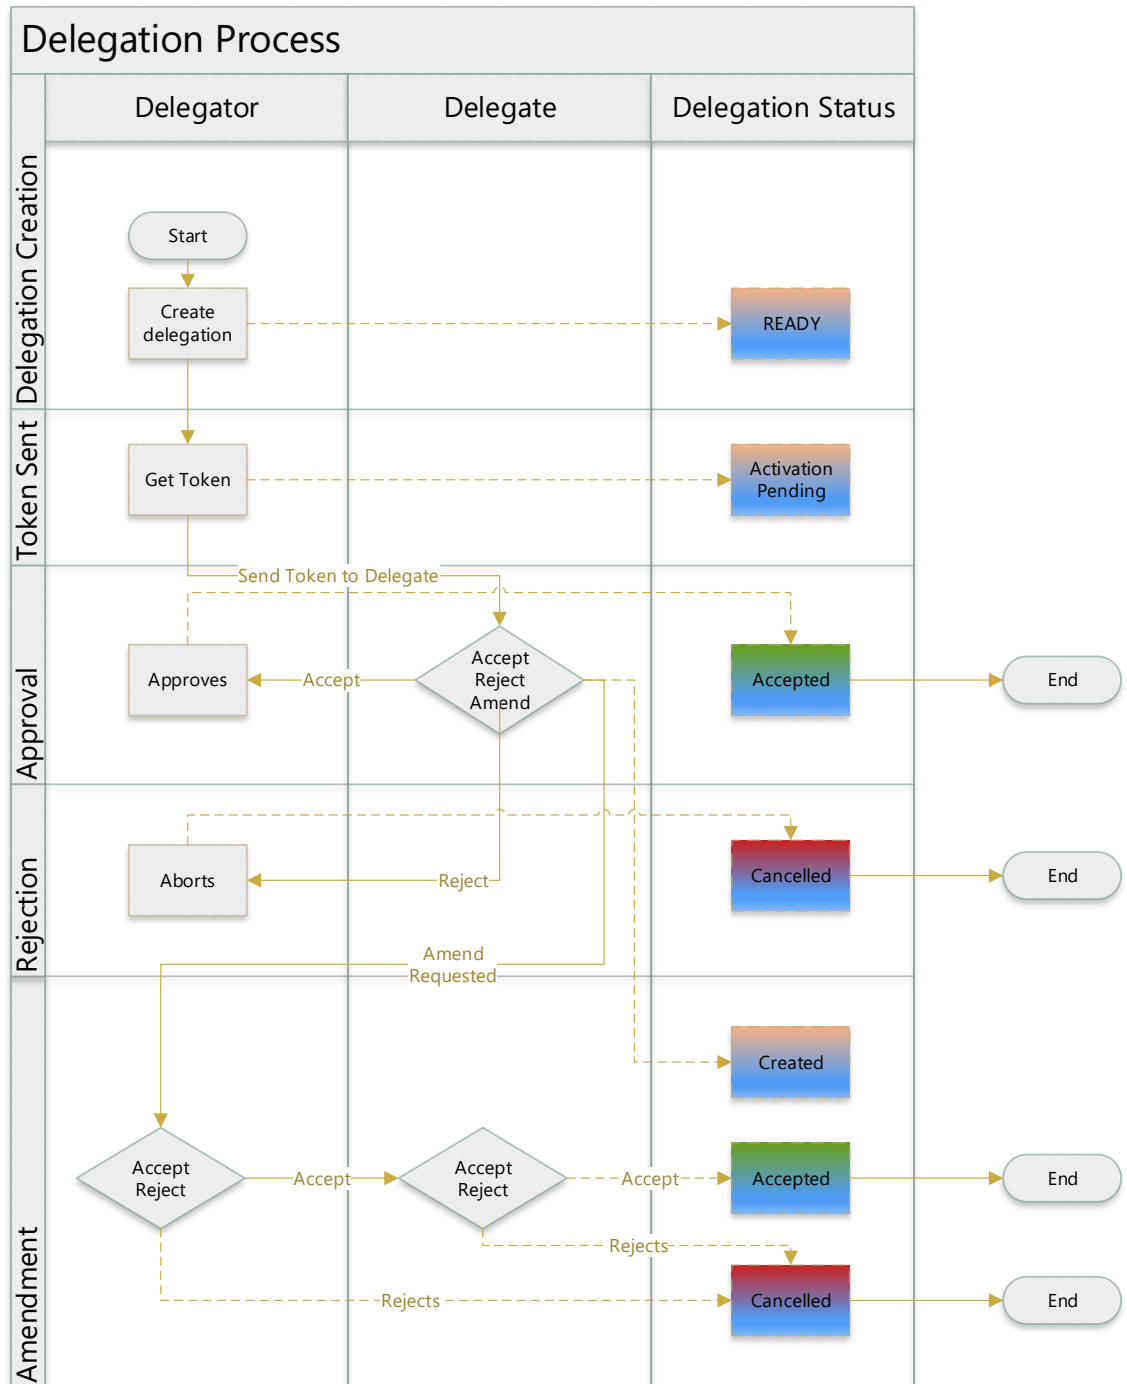 Delegation Process
Delegator
Delegate
Delegation Status
Delegation Creation
Start
Create
delegation
READY
Token Sent
Get Token
Activation
Pending
Send Token to Delegate
Approval
Approves
Accept
Accept
Reject
Amend
Accepted
End
Rejection
Aborts
Reject
Cancelled
End
Amend
Requested
Amendment
Created
Accept
Reject
Accept
Accept
Reject
Accept
Accepted
End
Rejects
Rejects
Cancelled
End